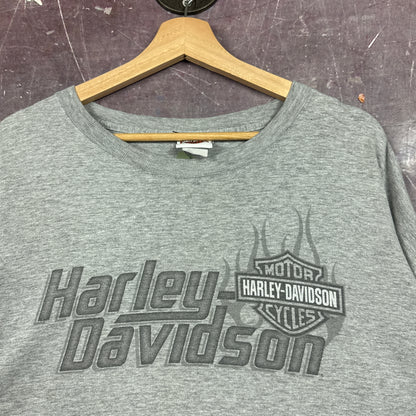 Harley-
Davidson
MOTOR
HARLEY-DAVIDSON
CYCLES